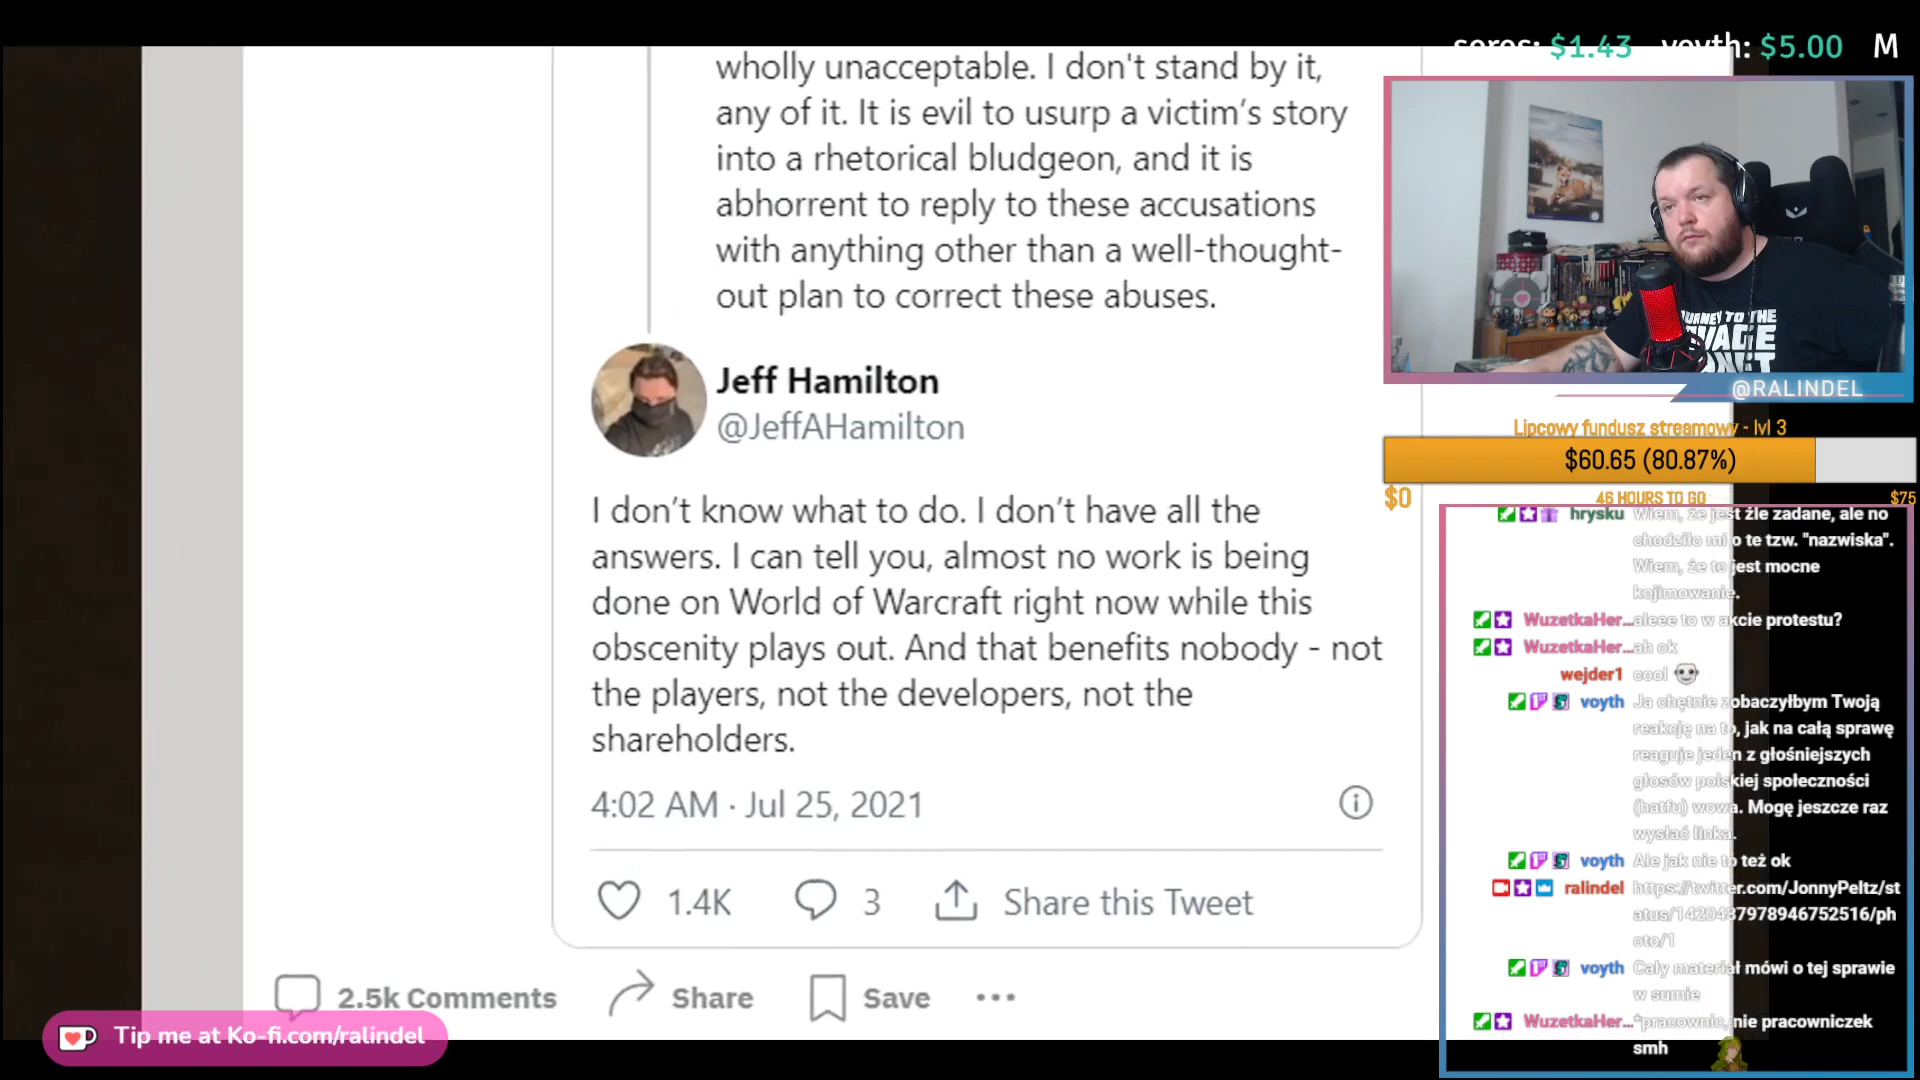 seres: $1.43 voyth: $5.00 M
wholly unacceptable. I don't stand by it,
any of it. It is evil to usurp a victim's story
into a rhetorical bludgeon, and it is
abhorrent to reply to these accusations
with anything other than a well-thought-
out plan to correct these abuses.
Jeff Hamilton
@JeffAHamilton
I don't know what to do. I don't have all the
answers. I can tell you, almost no work is being
done on World of Warcraft right now while this
obscenity plays out. And that benefits nobody - not
the players, not the developers, not the
shareholders.
4:02 AM · Jul 25, 2021
1.4K 3 Share this Tweet
2.5k Comments Share Save
Tip me at Ko-fi.com/ralindel
JOURNEY TO THE
SAVAGE
PLANET
@RALINDEL
Lipcowy fundusz streamowy - lvl 3
$60.65 (80.87%)
$0 46 HOURS TO GO $75
hrysku Wiem, że jest źle zadane, ale no
chodziło mi o te tzw. "nazwiska".
Wiem, że to jest mocne
kojimowanie.
WuzetkaHer... aleee to w akcie protestu?
WuzetkaHer... ah ok
wejder1 cool
voyth Ja chętnie zobaczyłbym Twoją
reakcję na to, jak na całą sprawę
reaguje jeden z głośniejszych
głosów polskiej społeczności
(hatfu) wowa. Mogę jeszcze raz
wysłać linka.
voyth Ale jak nie to też ok
ralindel https://twitter.com/JonnyPeltz/st
atus/1420437978946752516/ph
oto/1
voyth Cały materiał mówi o tej sprawie
w sumie
WuzetkaHer... *pracownic, nie pracowniczek
smh